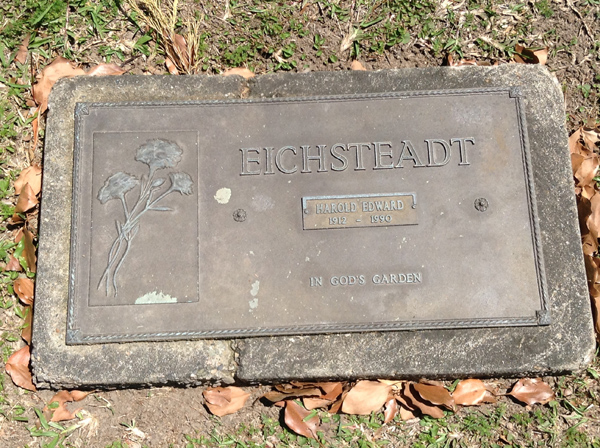 EICHSTEADT
HAROLD EDWARD
1912 - 1990
IN GOD'S GARDEN